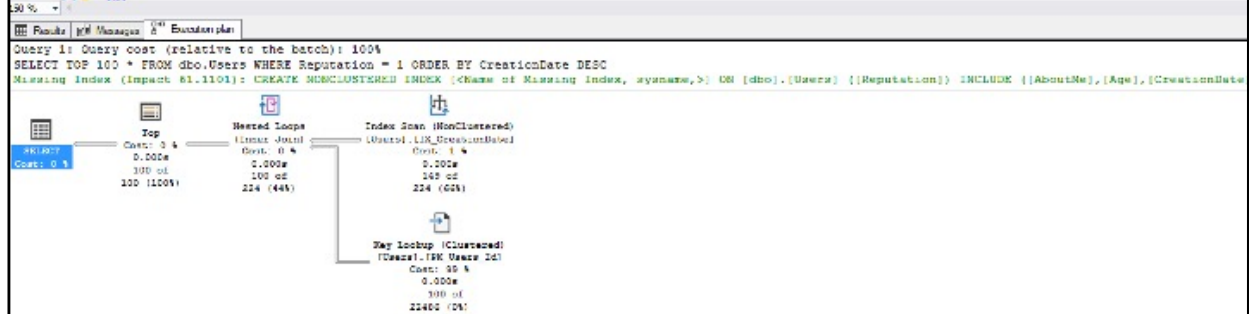 150 %
Results Messages Execution plan
Query 1: Query cost (relative to the batch): 100%
SELECT TOP 100 * FROM dbo.Users WHERE Reputation = 1 ORDER BY CreationDate DESC
Missing Index (Impact 61.1101): CREATE NONCLUSTERED INDEX [<Name of Missing Index, sysname,>] ON [dbo].[Users] ([Reputation]) INCLUDE ([AboutMe],[Age],[CreationDate
SELECT
Cost: 0 %
Top
Cost: 0 %
0.000s
100 of
100 (100%)
Nested Loops
(Inner Join)
Cost: 0 %
0.000s
100 of
224 (44%)
Index Scan (NonClustered)
[Users].[IX_CreationDate]
Cost: 1 %
0.000s
149 of
224 (66%)
Key Lookup (Clustered)
[Users].[PK_Users_Id]
Cost: 99 %
0.000s
100 of
(0%)